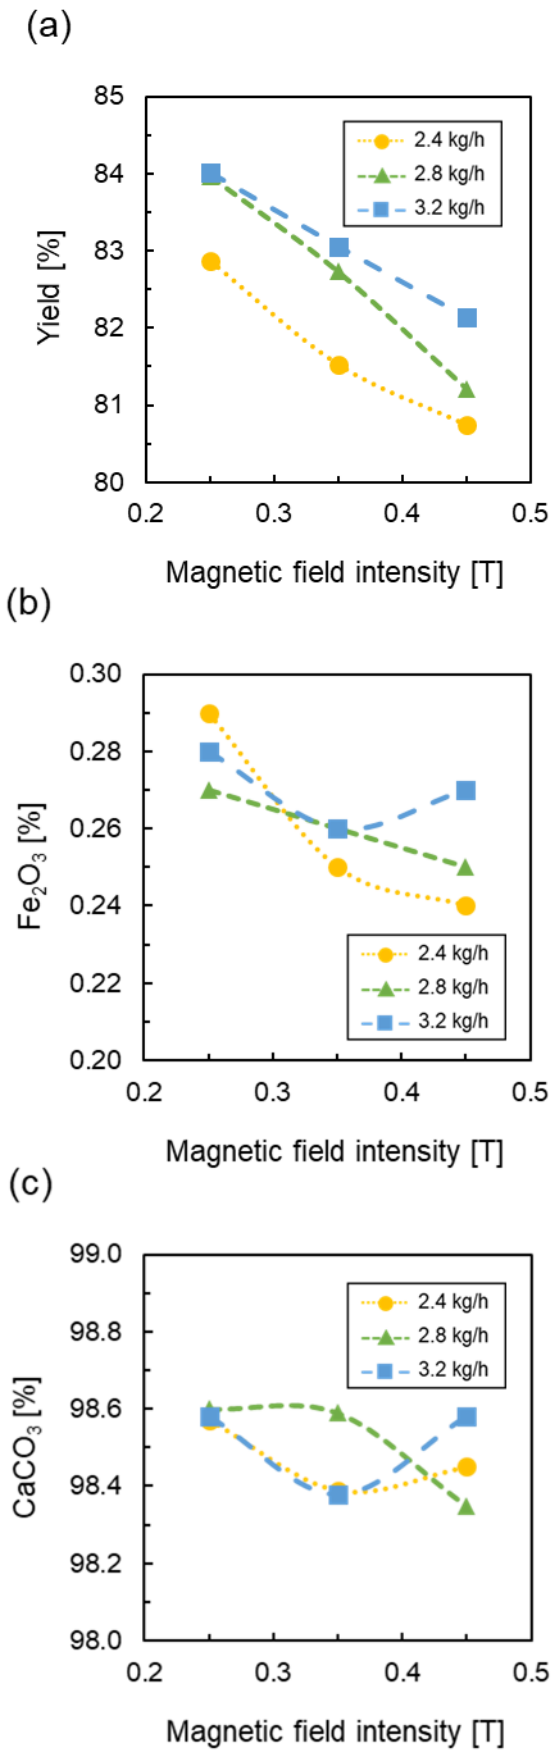 (a)
85
84
83
82
81
80
Yield [%]
2.4 kg/h
2.8 kg/h
3.2 kg/h
0.2
0.3
0.4
0.5
Magnetic field intensity [T]
(b)
0.30
0.28
0.26
0.24
0.22
0.20
Fe₂O₃ [%]
2.4 kg/h
2.8 kg/h
3.2 kg/h
0.2
0.3
0.4
0.5
Magnetic field intensity [T]
(c)
99.0
98.8
98.6
98.4
98.2
98.0
CaCO₃ [%]
2.4 kg/h
2.8 kg/h
3.2 kg/h
0.2
0.3
0.4
0.5
Magnetic field intensity [T]